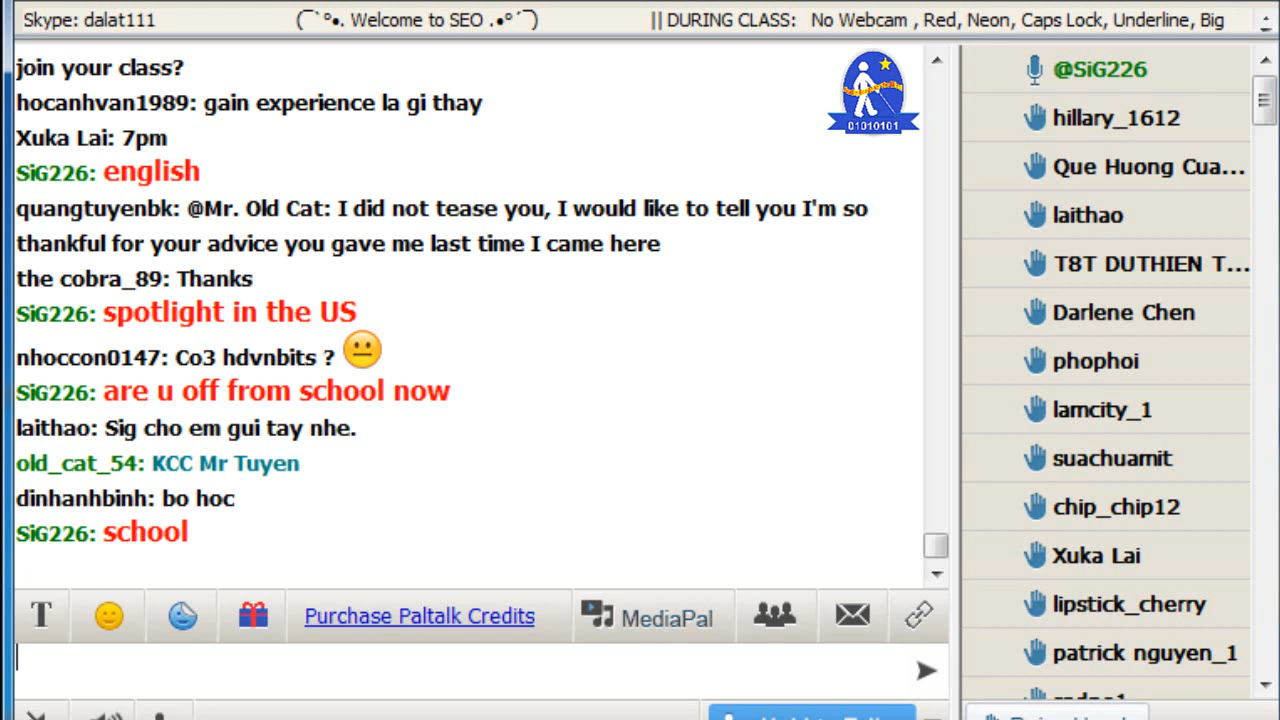 Skype: dalat111 (¯`°•. Welcome to SEO .•°´¯) || DURING CLASS: No Webcam , Red, Neon, Caps Lock, Underline, Big
join your class?
hocanhvan1989: gain experience la gi thay
Xuka Lai: 7pm
SiG226: english
quangtuyenbk: @Mr. Old Cat: I did not tease you, I would like to tell you I'm so
thankful for your advice you gave me last time I came here
the cobra_89: Thanks
SiG226: spotlight in the US
nhoccon0147: Co3 hdvnbits ?
SiG226: are u off from school now
laithao: Sig cho em gui tay nhe.
old_cat_54: KCC Mr Tuyen
dinhanhbinh: bo hoc
SiG226: school
01010101
T
Purchase Paltalk Credits
MediaPal
@SiG226
hillary_1612
Que Huong Cua...
laithao
T8T DUTHIEN T...
Darlene Chen
phophoi
lamcity_1
suachuamit
chip_chip12
Xuka Lai
lipstick_cherry
patrick nguyen_1